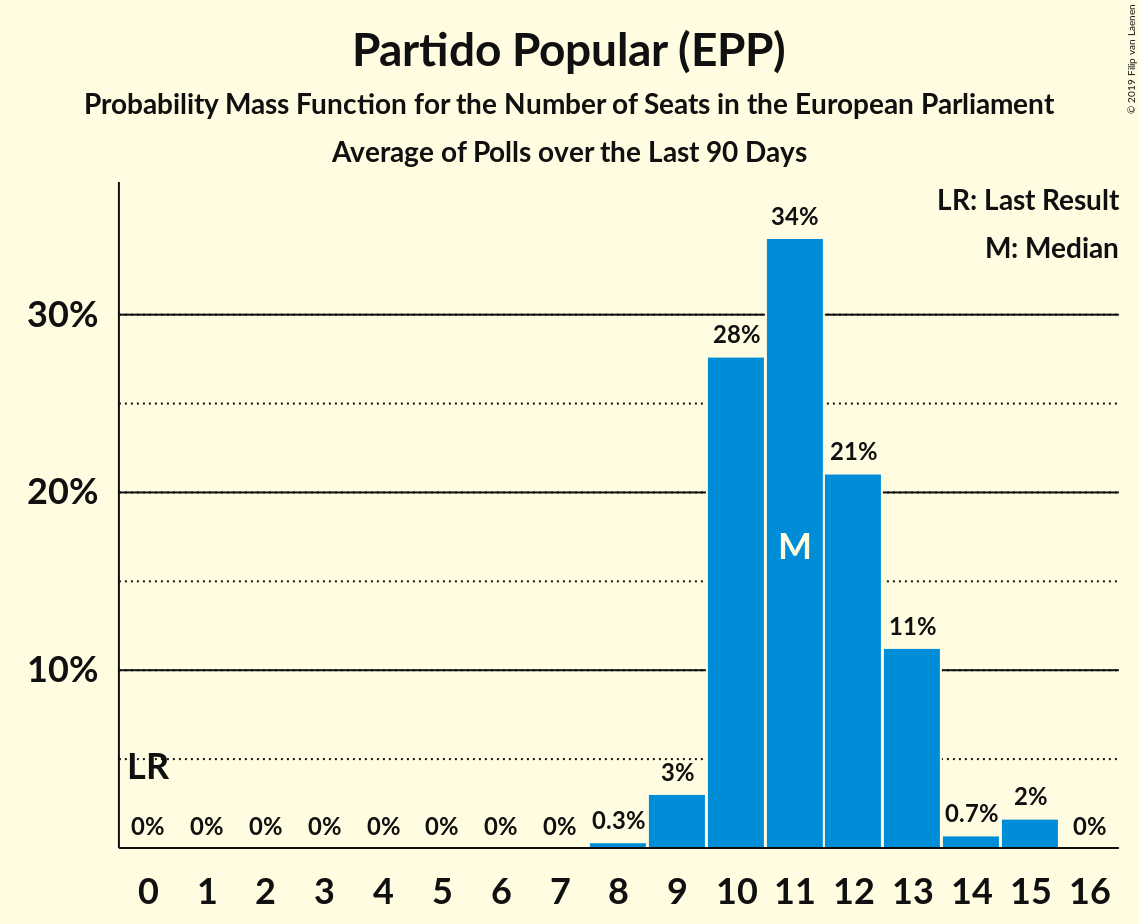 Partido Popular (EPP)
Probability Mass Function for the Number of Seats in the European Parliament
Average of Polls over the Last 90 Days
© 2019 Filip van Laenen
LR: Last Result
M: Median
34%
30%
28%
21%
20%
M
11%
10%
LR
3%
2%
0% 0% 0% 0% 0% 0% 0% 0% 0.3% 0.7% 0%
0 1 2 3 4 5 6 7 8 9 10 11 12 13 14 15 16